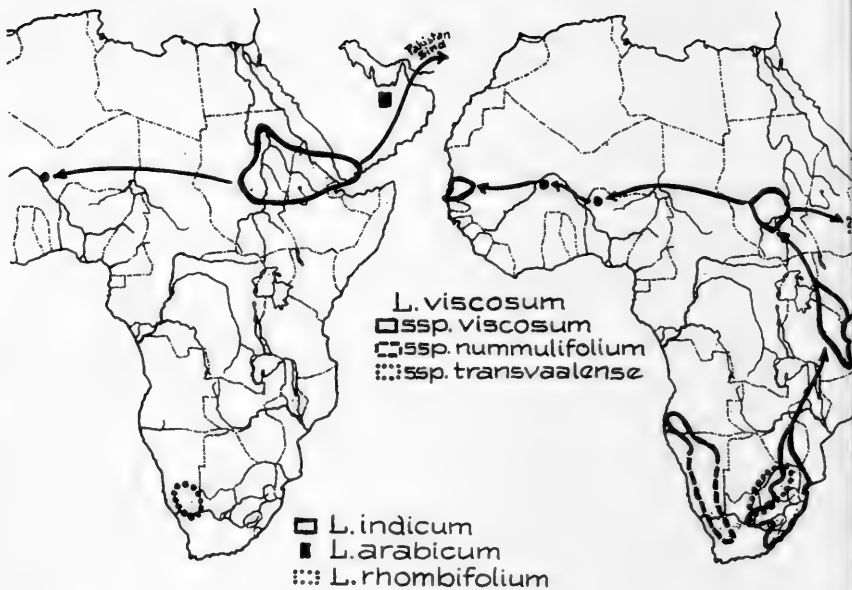 Pakistan
Sind
?
L. viscosum
ssp. viscosum
ssp. nummulifolium
ssp. transvaalense
L. indicum
L. arabicum
L. rhombifolium